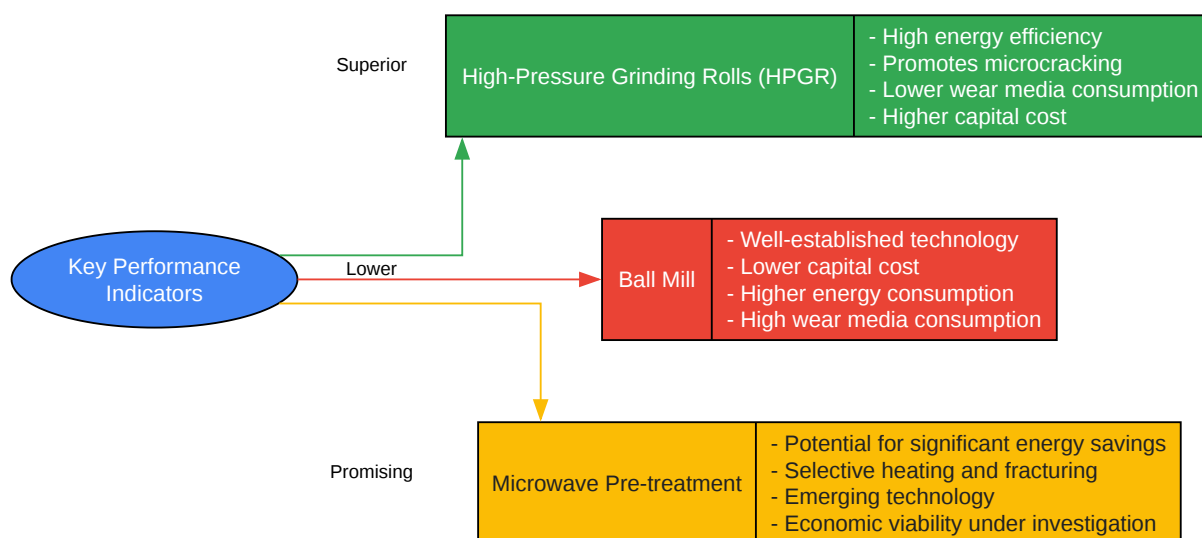 Superior
High-Pressure Grinding Rolls (HPGR)
- High energy efficiency
- Promotes microcracking
- Lower wear media consumption
- Higher capital cost
Key Performance
Indicators
Lower
Ball Mill
- Well-established technology
- Lower capital cost
- Higher energy consumption
- High wear media consumption
Promising
Microwave Pre-treatment
- Potential for significant energy savings
- Selective heating and fracturing
- Emerging technology
- Economic viability under investigation